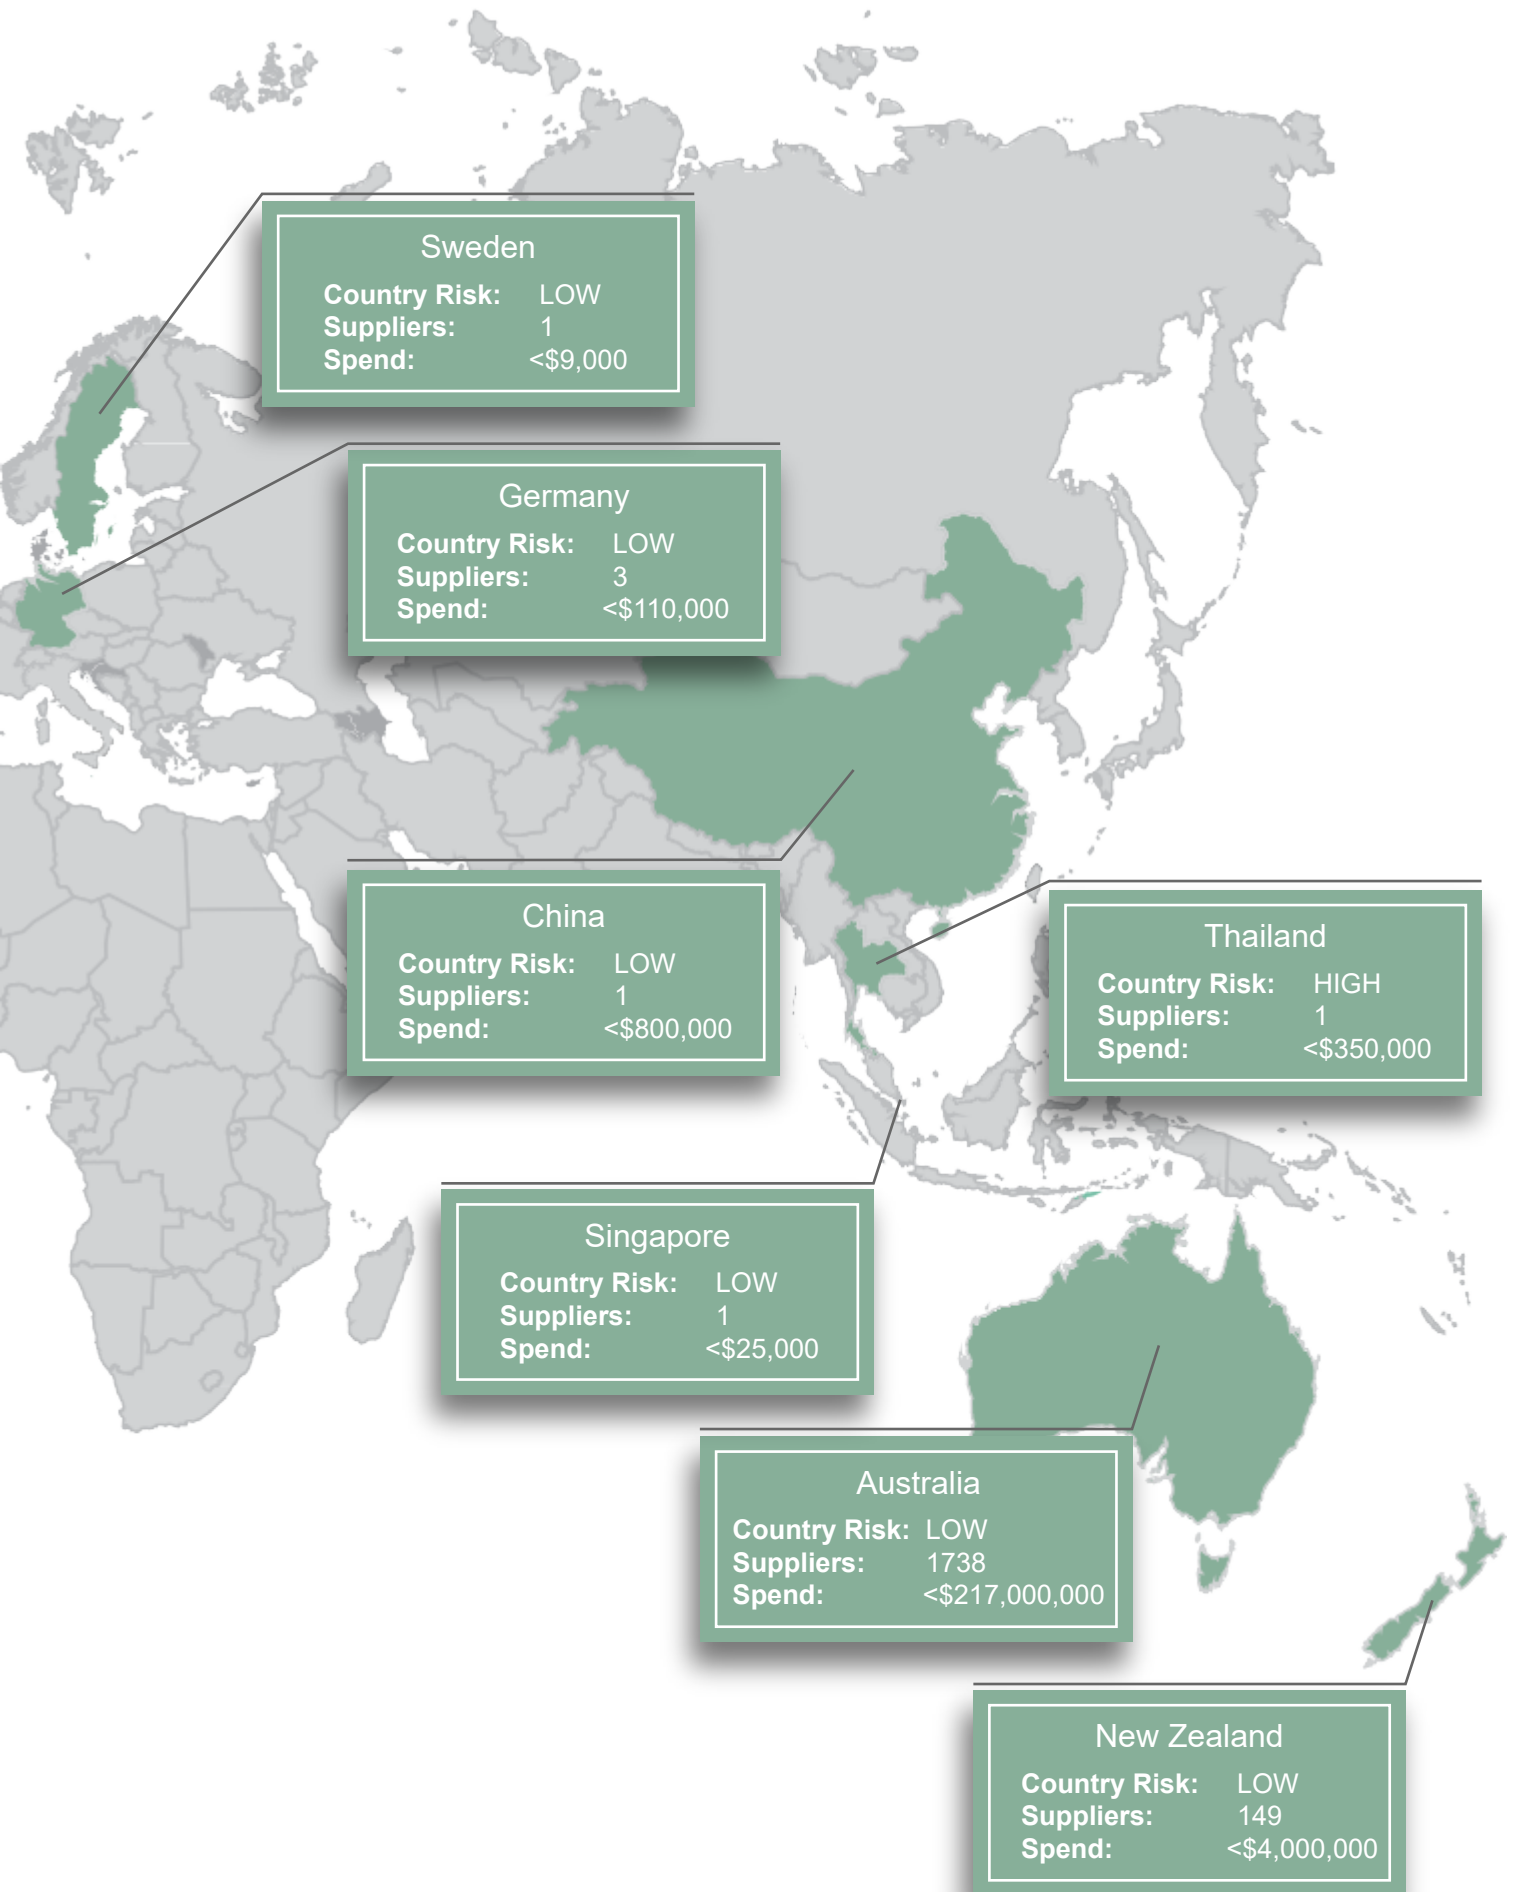 Sweden
Country Risk: LOW
Suppliers: 1
Spend: <$9,000
Germany
Country Risk: LOW
Suppliers: 3
Spend: <$110,000
China
Country Risk: LOW
Suppliers: 1
Spend: <$800,000
Thailand
Country Risk: HIGH
Suppliers: 1
Spend: <$350,000
Singapore
Country Risk: LOW
Suppliers: 1
Spend: <$25,000
Australia
Country Risk: LOW
Suppliers: 1738
Spend: <$217,000,000
New Zealand
Country Risk: LOW
Suppliers: 149
Spend: <$4,000,000